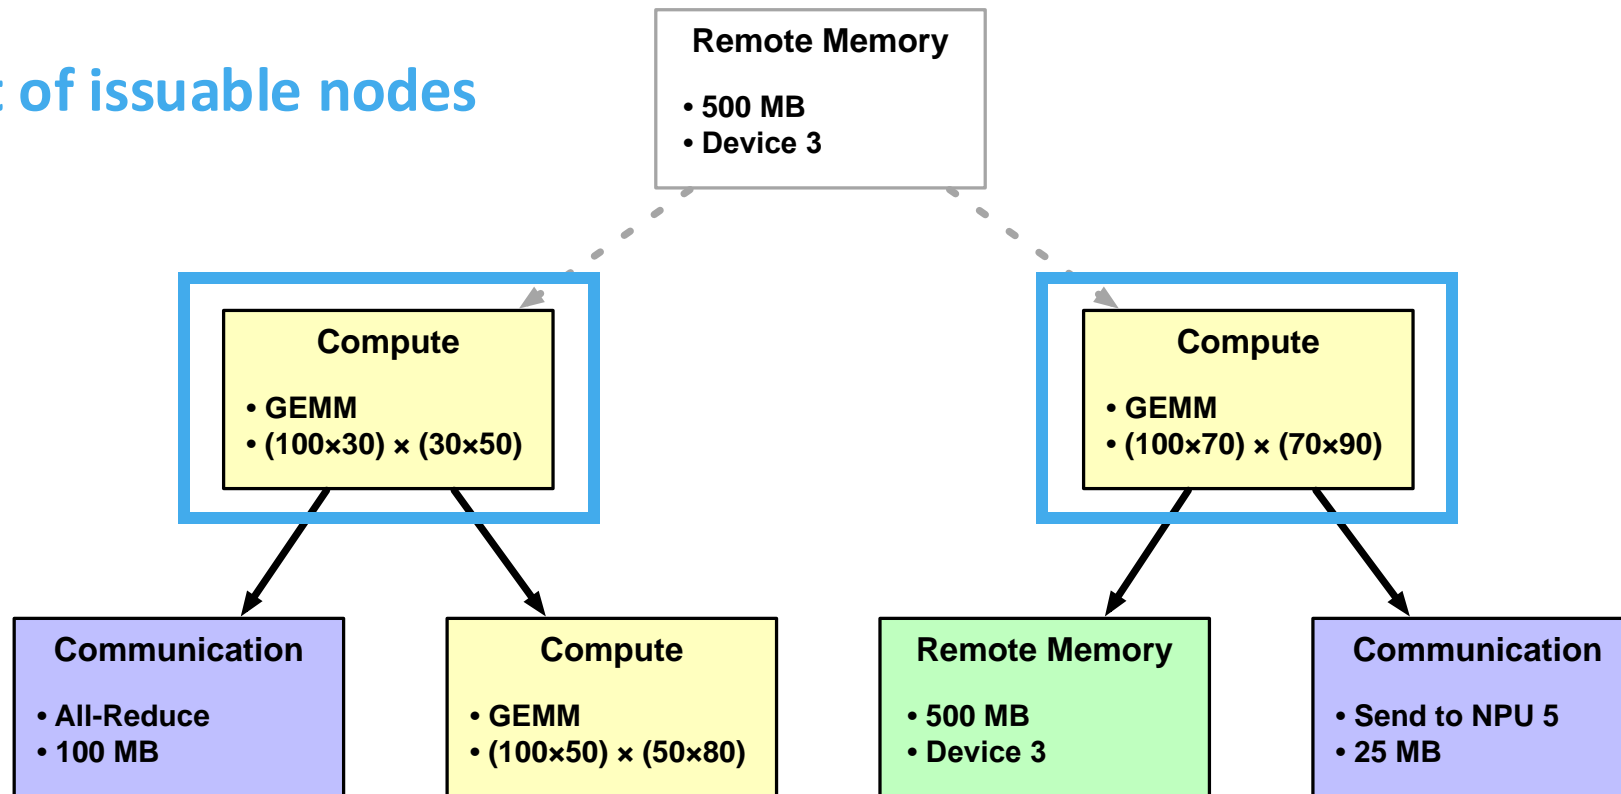 t of issuable nodes
Remote Memory
• 500 MB
• Device 3
Compute
• GEMM
• (100×30) × (30×50)
Compute
• GEMM
• (100×70) × (70×90)
Communication
• All-Reduce
• 100 MB
Compute
• GEMM
• (100×50) × (50×80)
Remote Memory
• 500 MB
• Device 3
Communication
• Send to NPU 5
• 25 MB